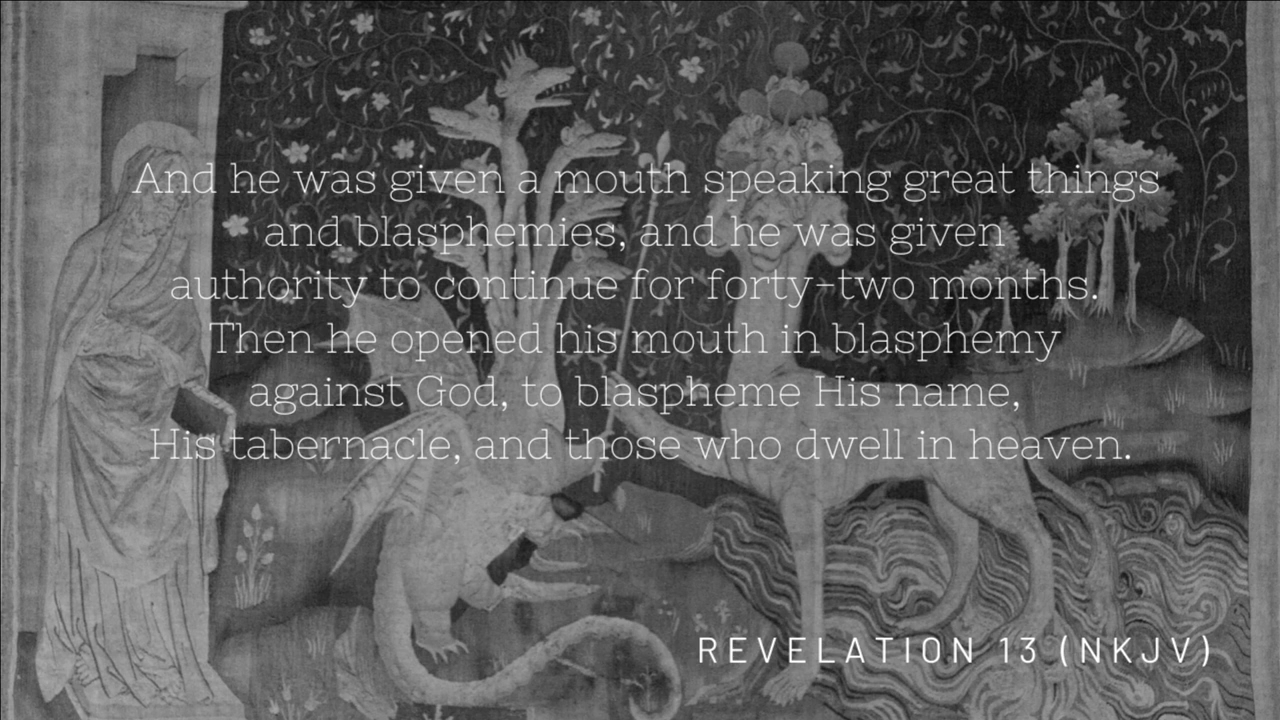 And he was given a mouth speaking great things
and blasphemies, and he was given
authority to continue for forty-two months.
Then he opened his mouth in blasphemy
against God, to blaspheme His name,
His tabernacle, and those who dwell in heaven.
REVELATION 13 (NKJV)